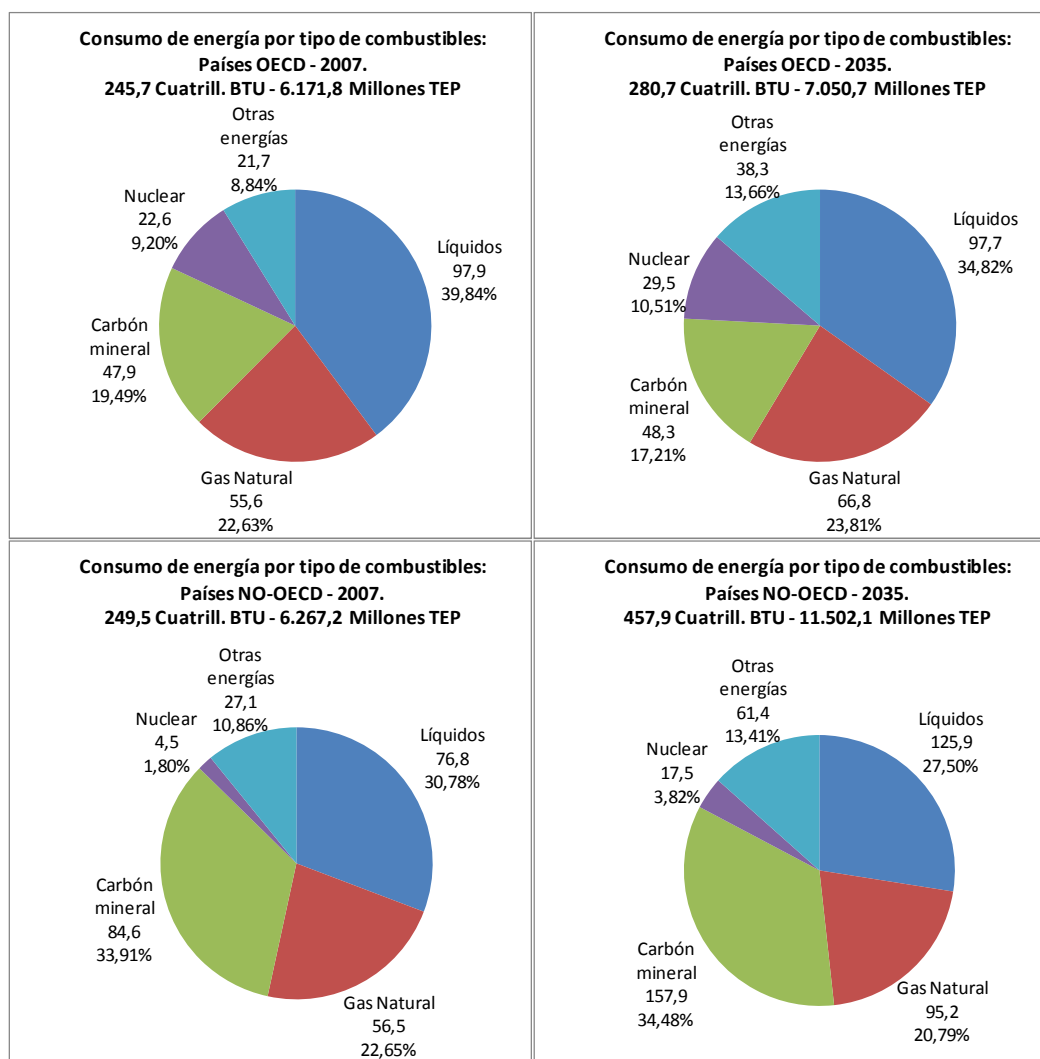 Consumo de energía por tipo de combustibles:
Países OECD - 2007.
245,7 Cuatrill. BTU - 6.171,8 Millones TEP
Otras
energías
21,7
8,84%
Nuclear
22,6
9,20%
Líquidos
97,9
39,84%
Carbón
mineral
47,9
19,49%
Gas Natural
55,6
22,63%
Consumo de energía por tipo de combustibles:
Países OECD - 2035.
280,7 Cuatrill. BTU - 7.050,7 Millones TEP
Otras
energías
38,3
13,66%
Líquidos
97,7
34,82%
Nuclear
29,5
10,51%
Carbón
mineral
48,3
17,21%
Gas Natural
66,8
23,81%
Consumo de energía por tipo de combustibles:
Países NO-OECD - 2007.
249,5 Cuatrill. BTU - 6.267,2 Millones TEP
Otras
energías
27,1
10,86%
Nuclear
4,5
1,80%
Líquidos
76,8
30,78%
Carbón
mineral
84,6
33,91%
Gas Natural
56,5
22,65%
Consumo de energía por tipo de combustibles:
Países NO-OECD - 2035.
457,9 Cuatrill. BTU - 11.502,1 Millones TEP
Otras
energías
61,4
13,41%
Líquidos
125,9
27,50%
Nuclear
17,5
3,82%
Carbón
mineral
157,9
34,48%
Gas Natural
95,2
20,79%